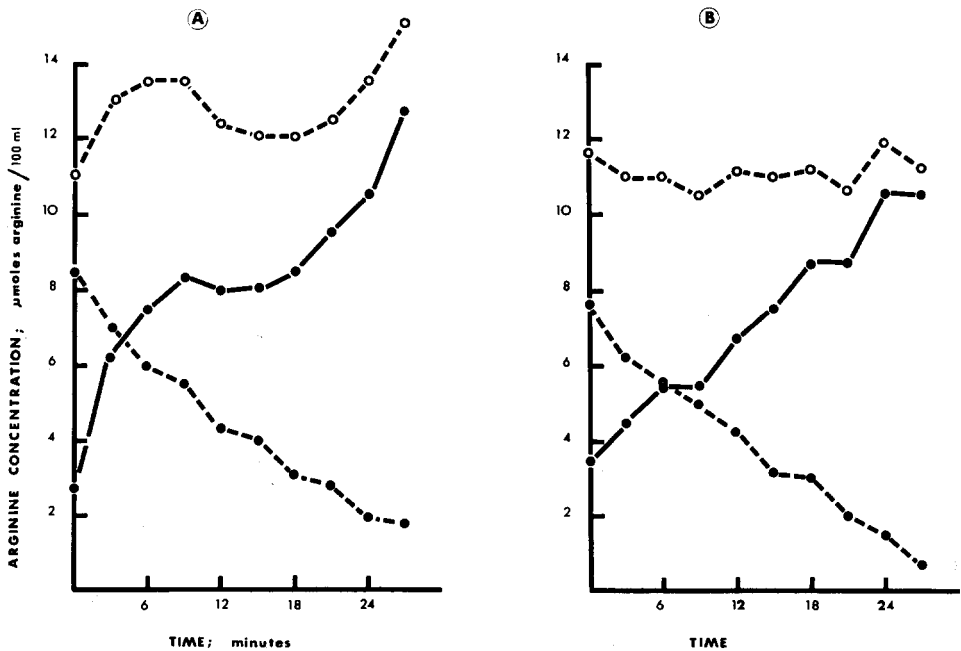 A
B
ARGININE CONCENTRATION; µmoles arginine/100 ml
14
12
10
8
6
4
2
6 12 18 24
TIME; minutes
14
12
10
8
6
4
2
6 12 18 24
TIME